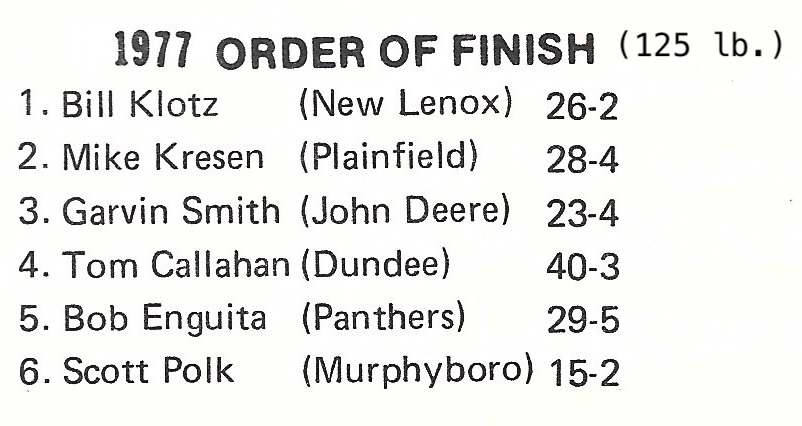 1977 ORDER OF FINISH (125 lb.)
1. Bill Klotz (New Lenox) 26-2
2. Mike Kresen (Plainfield) 28-4
3. Garvin Smith (John Deere) 23-4
4. Tom Callahan (Dundee) 40-3
5. Bob Enguita (Panthers) 29-5
6. Scott Polk (Murphyboro) 15-2